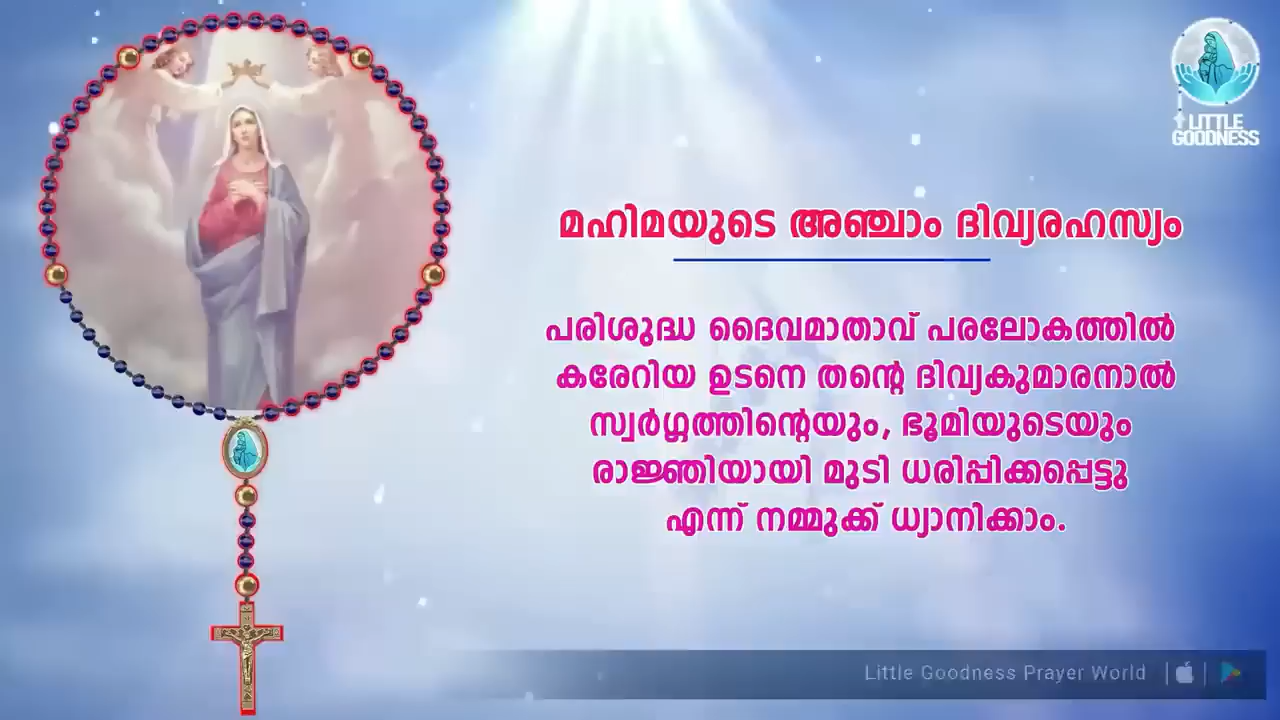 LITTLE
GOODNESS
മഹിമയുടെ അഞ്ചാം ദിവ്യരഹസ്യം
പരിശുദ്ധ ദൈവമാതാവ് പരലോകത്തിൽ
കരേറിയ ഉടനെ തന്റെ ദിവ്യകുമാരനാൽ
സ്വർഗ്ഗത്തിന്റെയും, ഭൂമിയുടെയും
രാജ്ഞിയായി മുടി ധരിപ്പിക്കപ്പെട്ടു
എന്ന് നമ്മുക്ക് ധ്യാനിക്കാം.
Little Goodness Prayer World